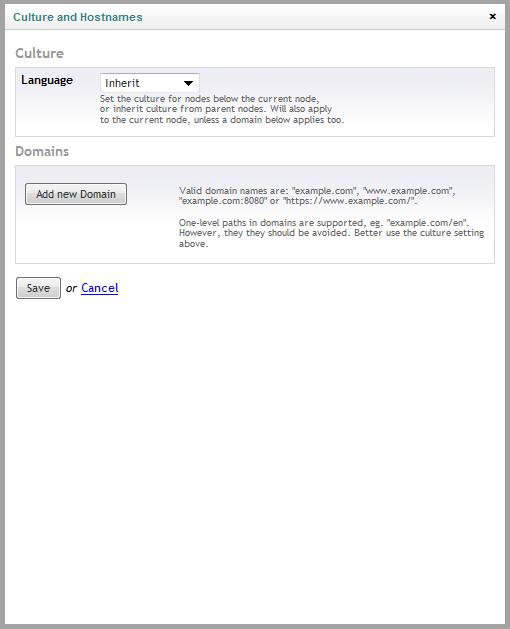 Culture and Hostnames
×
Culture
Language
Inherit
Set the culture for nodes below the current node,
or inherit culture from parent nodes. Will also apply
to the current node, unless a domain below applies too.
Domains
Add new Domain
Valid domain names are: "example.com", "www.example.com",
"example.com:8080" or "https://www.example.com/".
One-level paths in domains are supported, eg. "example.com/en".
However, they they should be avoided. Better use the culture setting
above.
Save or Cancel